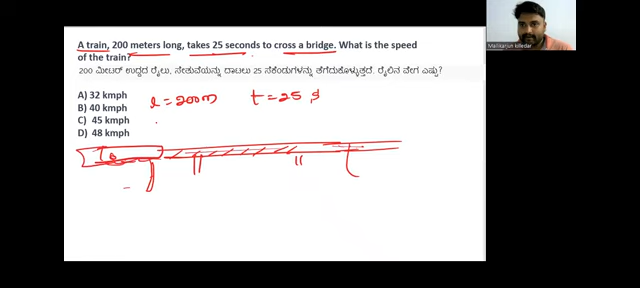 Mallikarjun Idledar
A train, 200 meters long, takes 25 seconds to cross a bridge. What is the speed
of the train?
200 ಮೀಟರ್ ಉದ್ದದ ರೈಲು, ಸೇತುವೆಯನ್ನು ದಾಟಲು 25 ಸೆಕೆಂಡುಗಳನ್ನು ತೆಗೆದುಕೊಳ್ಳುತ್ತದೆ. ರೈಲಿನ ವೇಗ ಎಷ್ಟು?
A) 32 kmph
B) 40 kmph
C) 45 kmph
D) 48 kmph
l = 200m t = 25 s